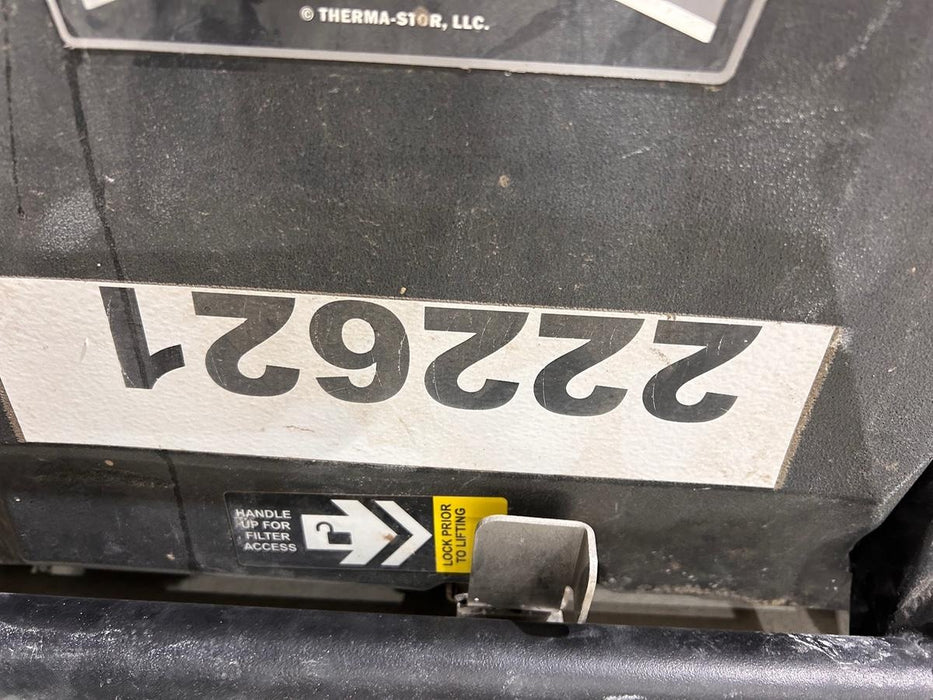 © THERMA-STOR, LLC.
222621
HANDLE
UP FOR
FILTER
ACCESS
LOCK PRIOR
TO LIFTING